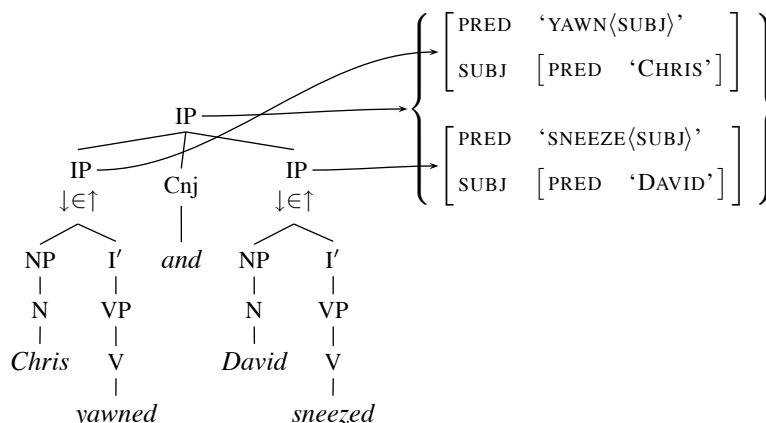 PRED ‘YAWN⟨SUBJ⟩’
SUBJ [PRED ‘CHRIS’]
IP
PRED ‘SNEEZE⟨SUBJ⟩’
IP Cnj IP
SUBJ [PRED ‘DAVID’]
↓∈↑ ↓∈↑
NP I′ and NP I′
N VP N VP
Chris V David V
yawned sneezed